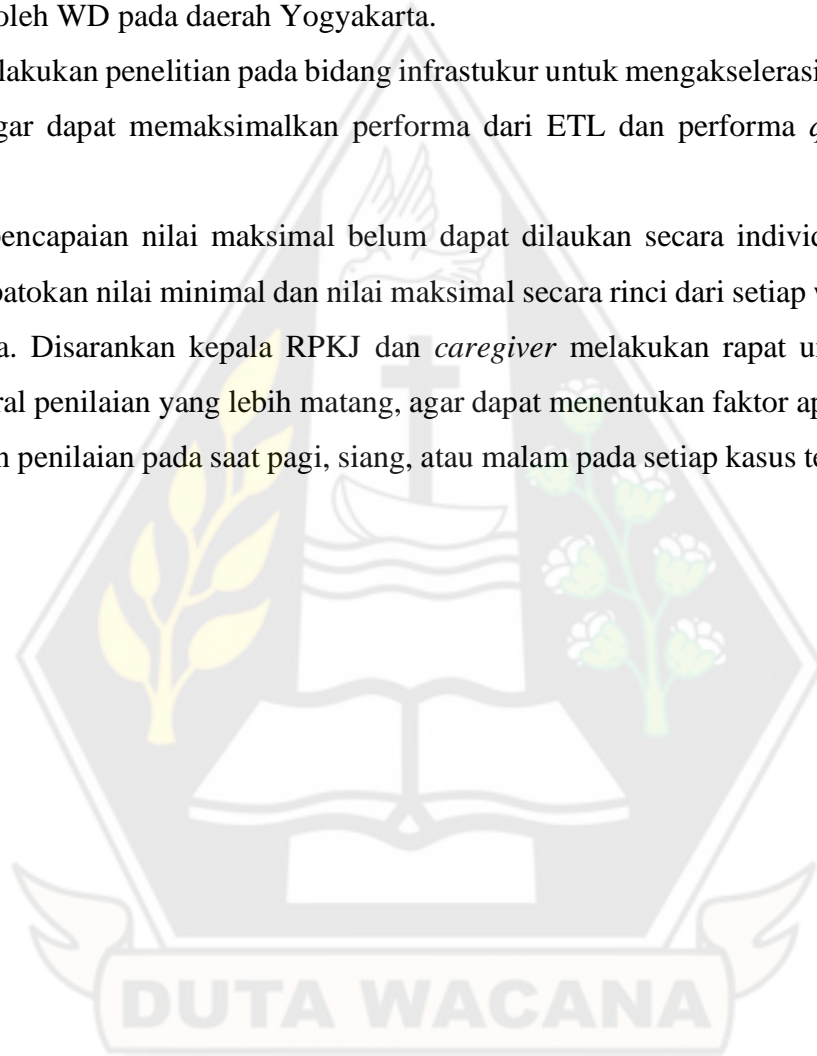 oleh WD pada daerah Yogyakarta.
lakukan penelitian pada bidang infrastukur untuk mengakselerasi
gar dapat memaksimalkan performa dari ETL dan performa
encapaian nilai maksimal belum dapat dilaukan secara individ
patokan nilai minimal dan nilai maksimal secara rinci dari setiap
a. Disarankan kepala RPKJ dan caregiver melakukan rapat u
ral penilaian yang lebih matang, agar dapat menentukan faktor ap
n penilaian pada saat pagi, siang, atau malam pada setiap kasus te
DUTA WACANA